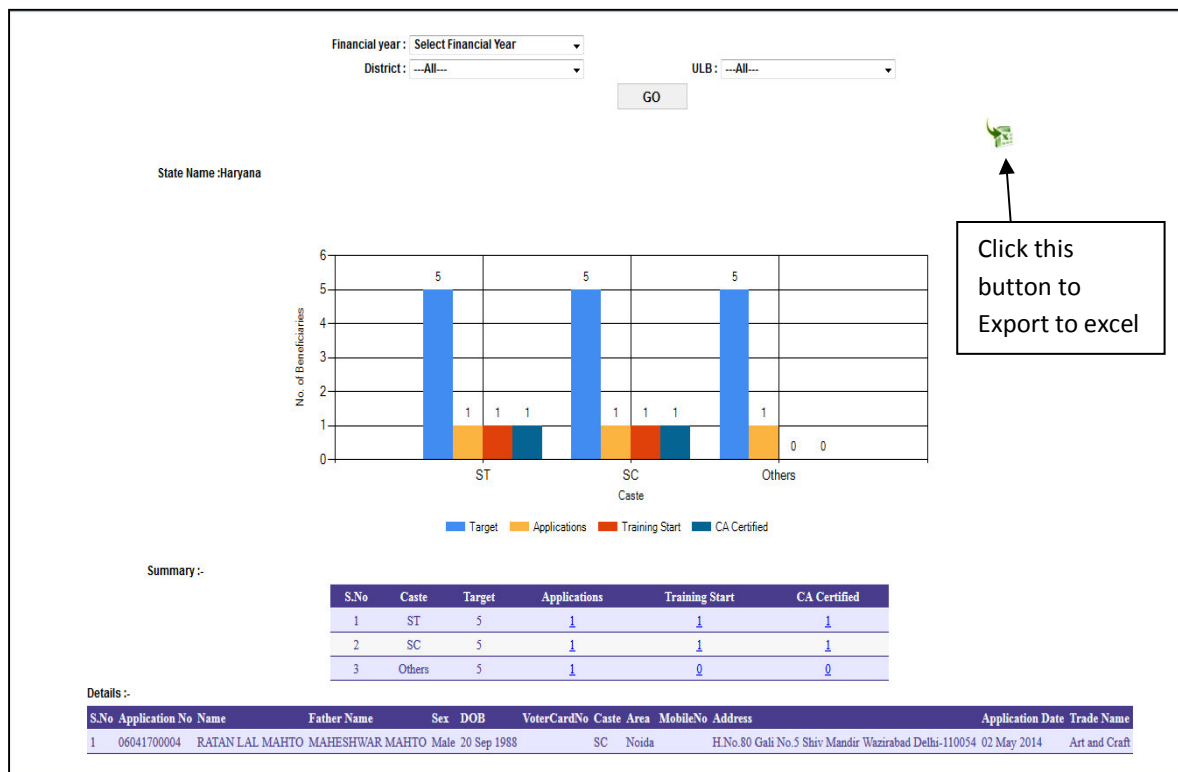 Financial year : Select Financial Year
District : ---All--- ULB : ---All---
GO
State Name :Haryana
Click this
button to
Export to excel
6
5
4
3
2
1
0
No. of Beneficiaries
5 5 5
1 1 1 1 1 1 1 0 0
ST SC Others
Caste
Target Applications Training Start CA Certified
Summary :-
S.No Caste Target Applications Training Start CA Certified
1 ST 5 1 1 1
2 SC 5 1 1 1
3 Others 5 1 0 0
Details :-
S.No Application No Name Father Name Sex DOB VoterCardNo Caste Area MobileNo Address Application Date Trade Name
1 06041700004 RATAN LAL MAHTO MAHESHWAR MAHTO Male 20 Sep 1988 SC Noida H.No.80 Gali No.5 Shiv Mandir Wazirabad Delhi-110054 02 May 2014 Art and Craft